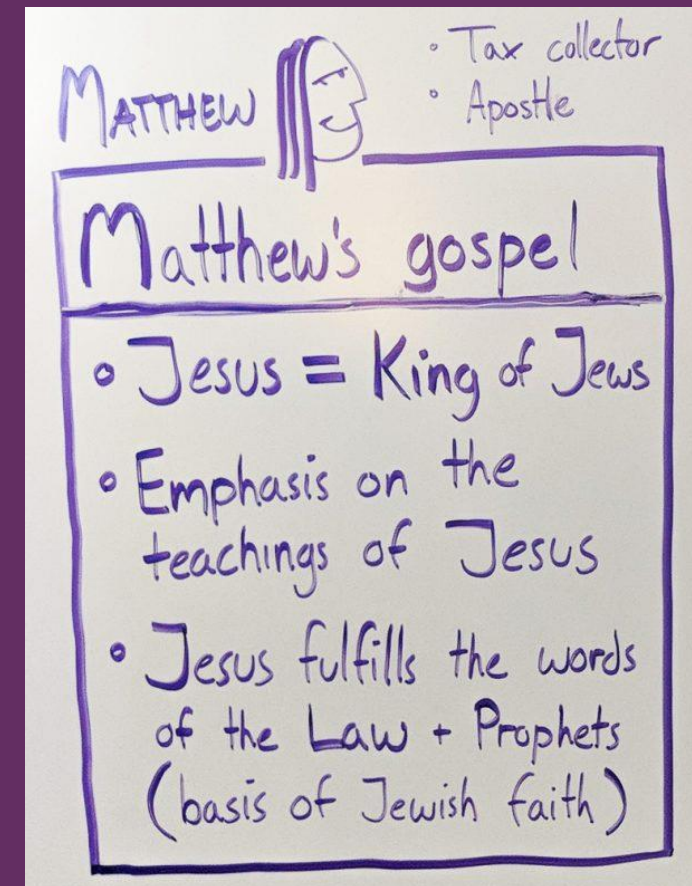 MATTHEW
• Tax collector
• Apostle
Matthew's gospel
• Jesus = King of Jews
• Emphasis on the
teachings of Jesus
• Jesus fulfills the words
of the Law + Prophets
(basis of Jewish faith)